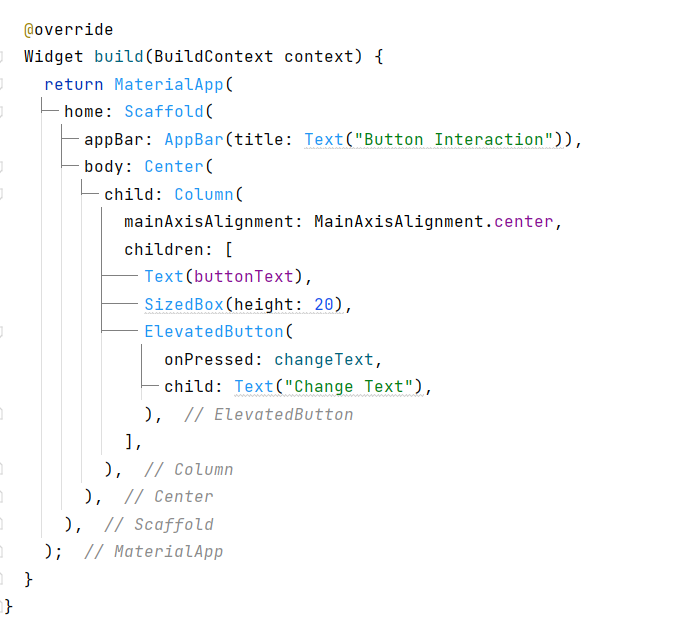 @override
Widget build(BuildContext context) {
return MaterialApp(
home: Scaffold(
appBar: AppBar(title: Text("Button Interaction")),
body: Center(
child: Column(
mainAxisAlignment: MainAxisAlignment.center,
children: [
Text(buttonText),
SizedBox(height: 20),
ElevatedButton(
onPressed: changeText,
child: Text("Change Text"),
), // ElevatedButton
],
), // Column
), // Center
), // Scaffold
); // MaterialApp
}
}